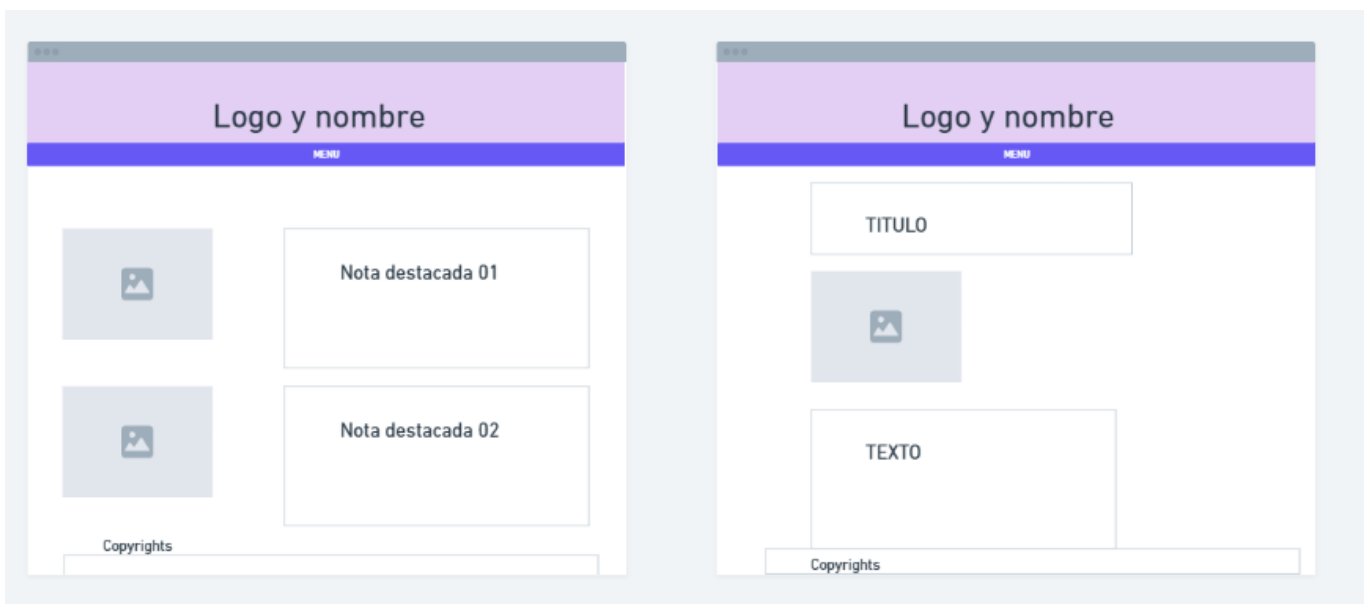 Logo y nombre
MENU
Nota destacada 01
Nota destacada 02
Copyrights
Logo y nombre
MENU
TITULO
TEXTO
Copyrights